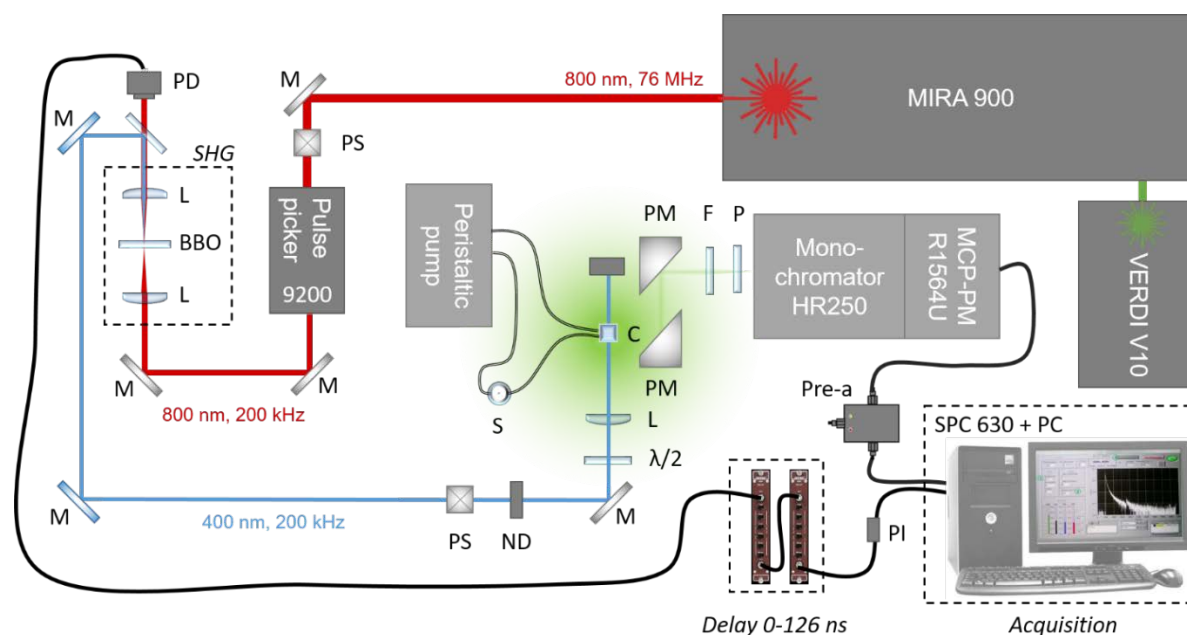 PD
M
M
800 nm, 76 MHz
MIRA 900
PS
SHG
L
BBO
L
Pulse
picker
9200
Peristaltic
pump
PM
F
P
Mono-
chromator
HR250
MCP-PM
R1564U
VERDI V10
C
M
M
800 nm, 200 kHz
S
PM
L
Pre-a
SPC 630 + PC
λ/2
M
400 nm, 200 kHz
PS
ND
M
PI
Delay 0-126 ns
Acquisition